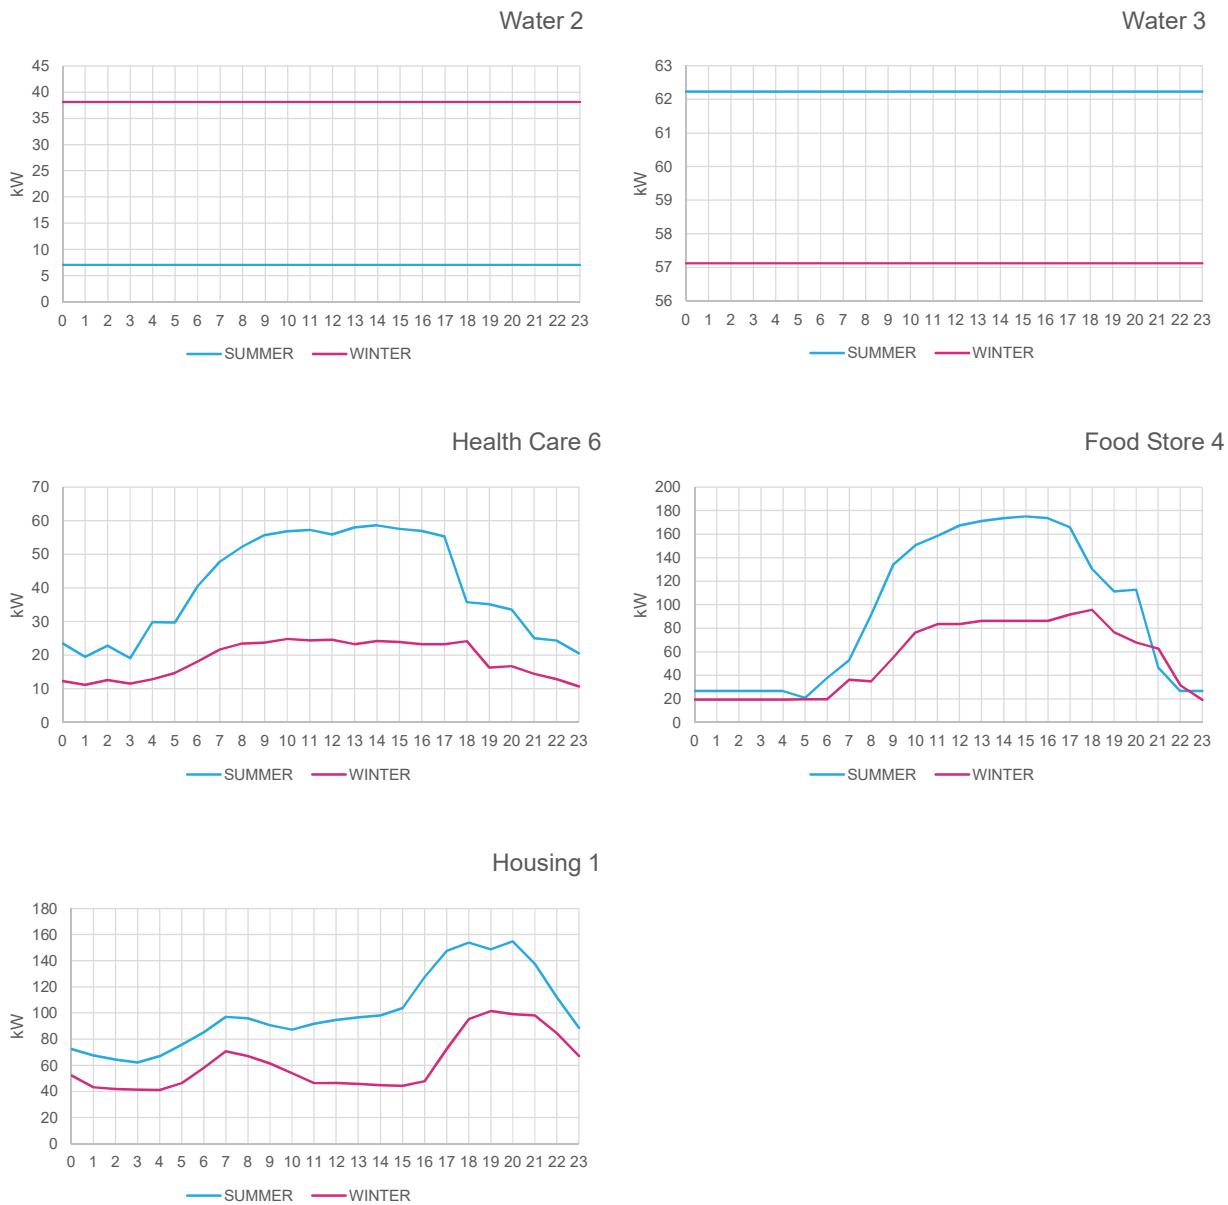 Water 2
45
40
35
30
25
20
15
10
5
0
kW
0 1 2 3 4 5 6 7 8 9 10 11 12 13 14 15 16 17 18 19 20 21 22 23
SUMMER WINTER
Water 3
63
62
61
60
59
58
57
56
kW
0 1 2 3 4 5 6 7 8 9 10 11 12 13 14 15 16 17 18 19 20 21 22 23
SUMMER WINTER
Health Care 6
70
60
50
40
30
20
10
0
kW
0 1 2 3 4 5 6 7 8 9 10 11 12 13 14 15 16 17 18 19 20 21 22 23
SUMMER WINTER
Food Store 4
200
180
160
140
120
100
80
60
40
20
0
kW
0 1 2 3 4 5 6 7 8 9 10 11 12 13 14 15 16 17 18 19 20 21 22 23
SUMMER WINTER
Housing 1
180
160
140
120
100
80
60
40
20
0
kW
0 1 2 3 4 5 6 7 8 9 10 11 12 13 14 15 16 17 18 19 20 21 22 23
SUMMER WINTER